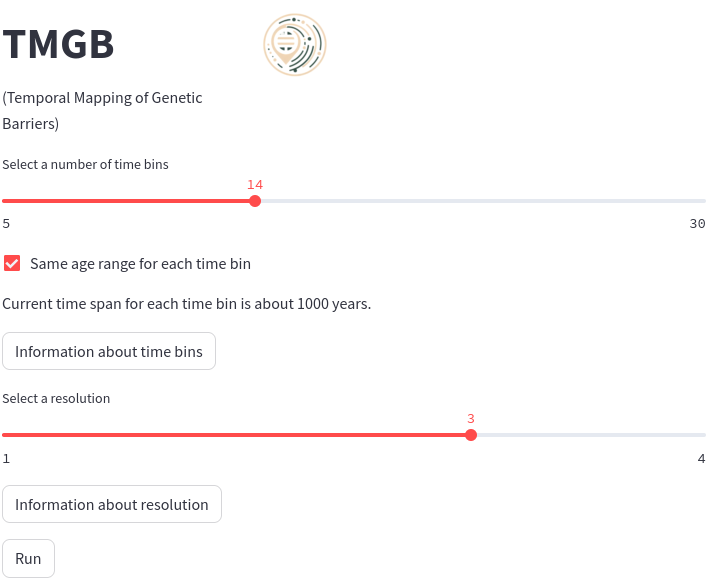 TMGB
(Temporal Mapping of Genetic
Barriers)
Select a number of time bins
14
5
30
Same age range for each time bin
Current time span for each time bin is about 1000 years.
Information about time bins
Select a resolution
3
1
4
Information about resolution
Run